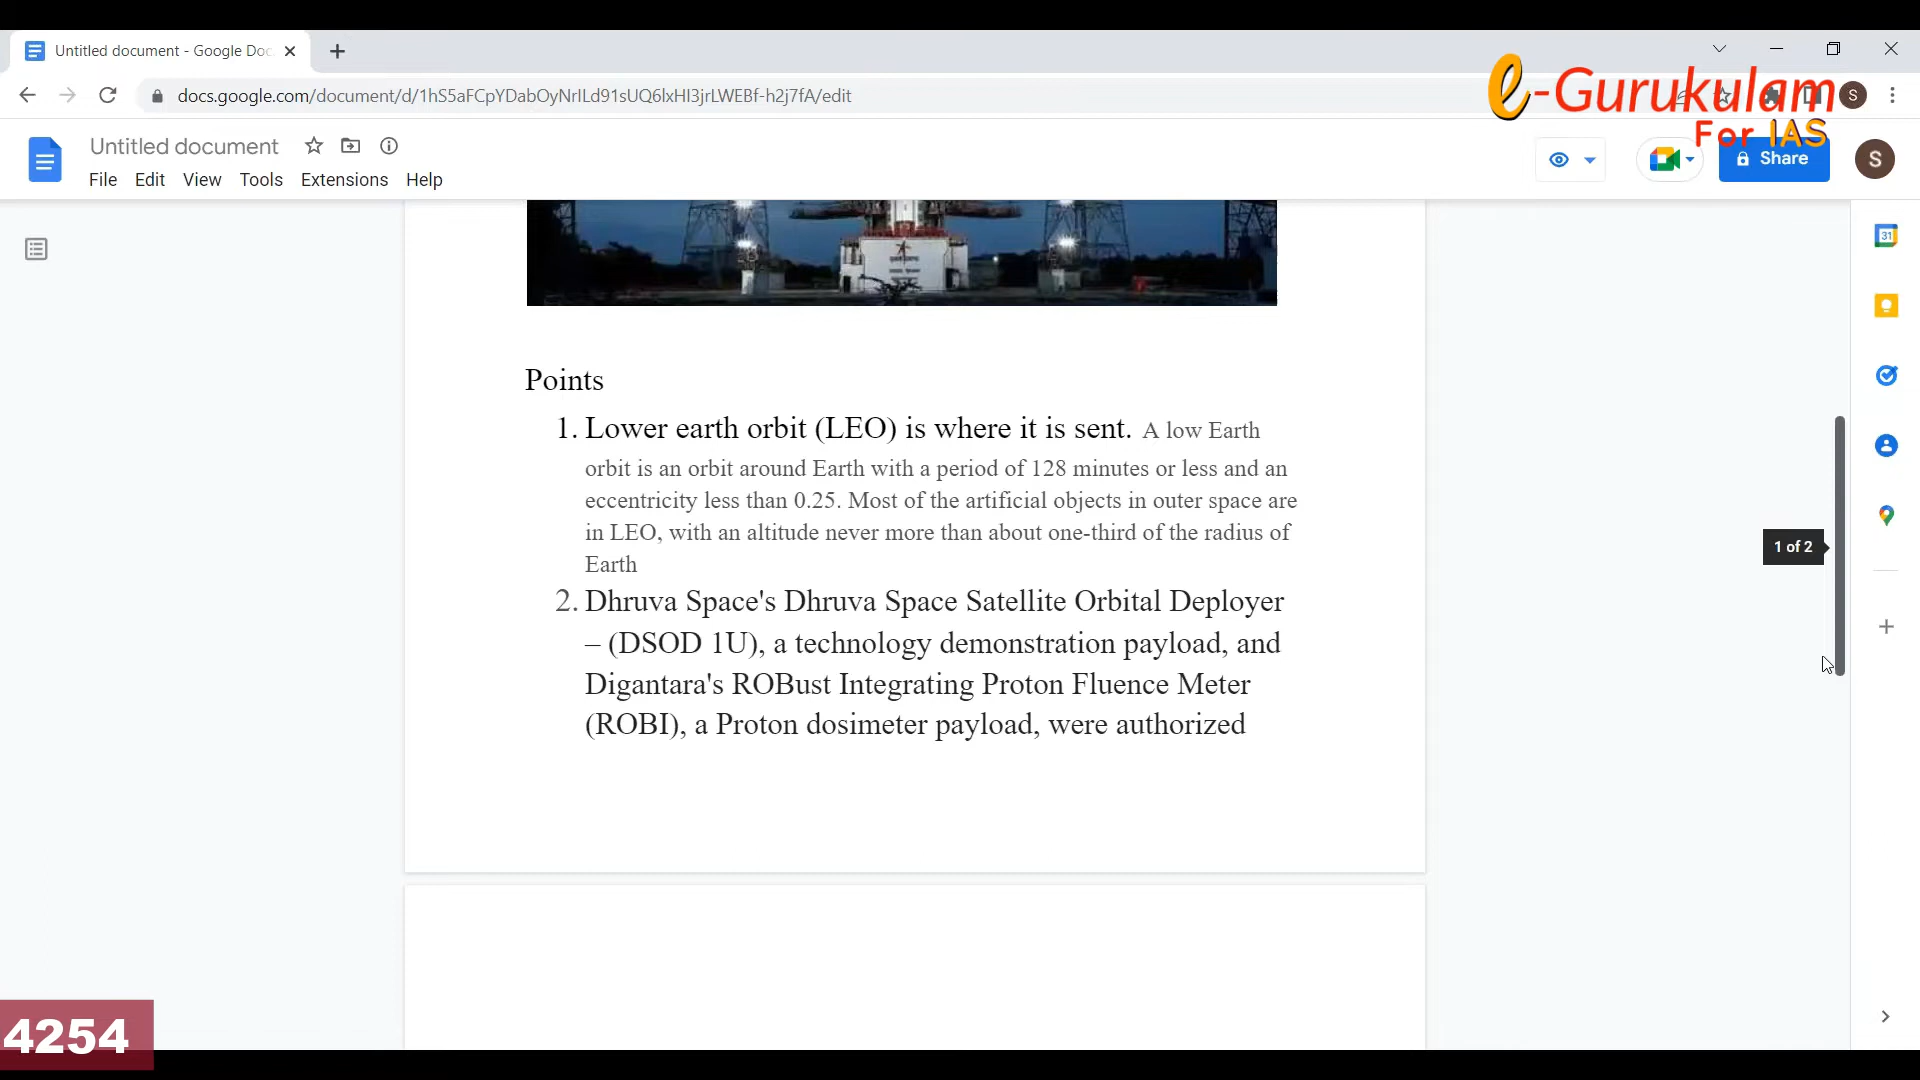 Untitled document - Google Doc
docs.google.com/document/d/1hS5aFCpYDabOyNrILd91sUQ6lxHI3jrLWEBf-h2j7fA/edit
S
e-Gurukulam
For IAS
Untitled document
Share
S
File Edit View Tools Extensions Help
31
Points
1. Lower earth orbit (LEO) is where it is sent. A low Earth
orbit is an orbit around Earth with a period of 128 minutes or less and an
eccentricity less than 0.25. Most of the artificial objects in outer space are
in LEO, with an altitude never more than about one-third of the radius of
Earth
1 of 2
2. Dhruva Space's Dhruva Space Satellite Orbital Deployer
– (DSOD 1U), a technology demonstration payload, and
Digantara's ROBust Integrating Proton Fluence Meter
(ROBI), a Proton dosimeter payload, were authorized
4254